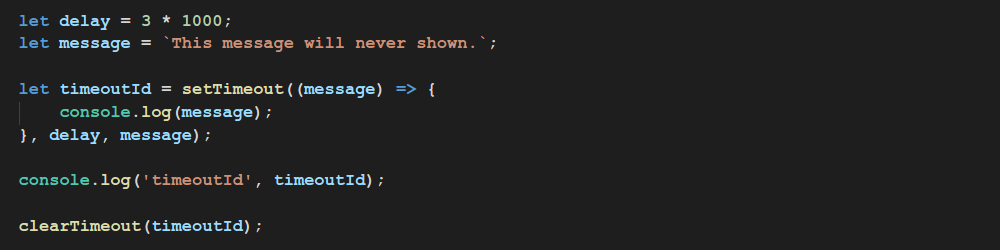 let delay = 3 * 1000;
let message = `This message will never shown.`;
let timeoutId = setTimeout((message) => {
    console.log(message);
}, delay, message);
console.log('timeoutId', timeoutId);
clearTimeout(timeoutId);